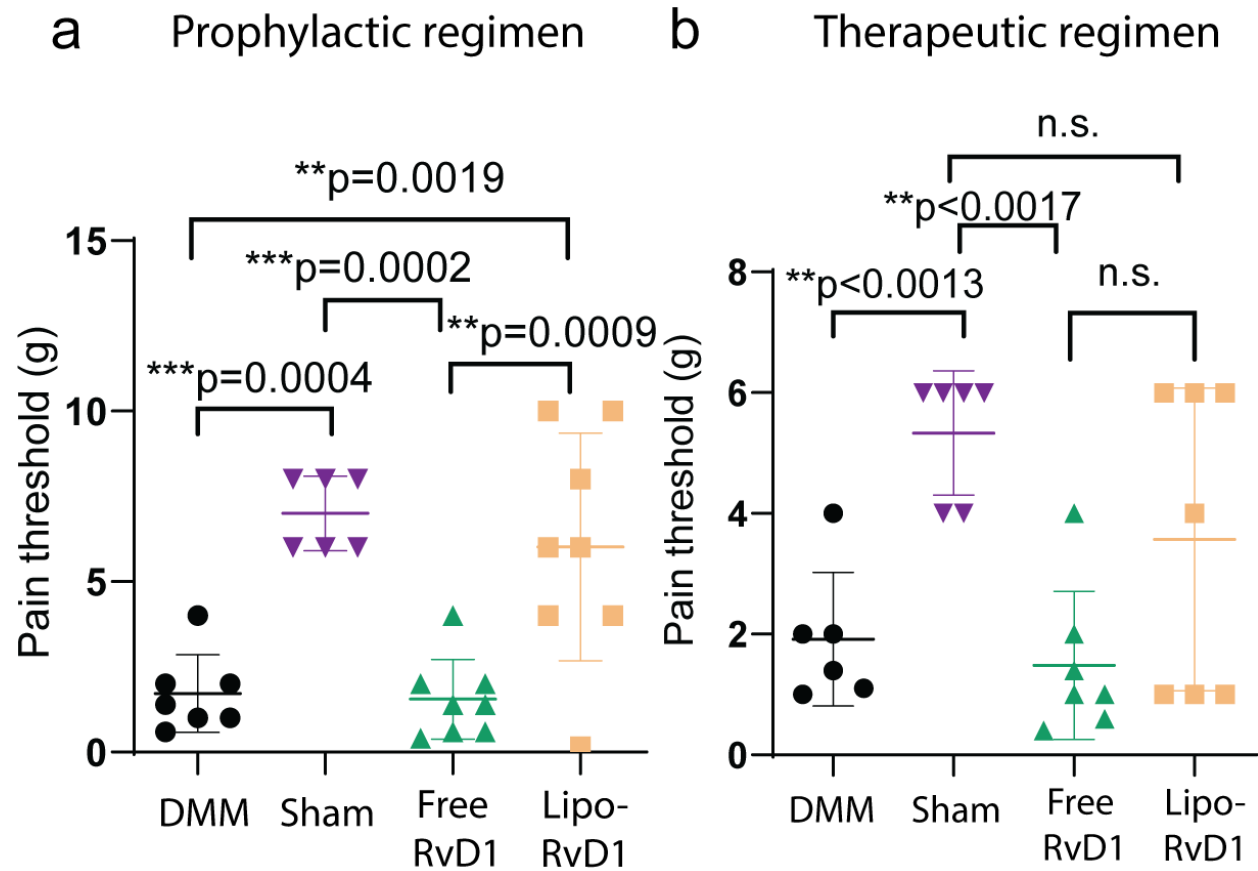 a Prophylactic regimen
**p=0.0019
***p=0.0002
**p=0.0009
***p=0.0004
Pain threshold (g)
15
10
5
0
DMM Sham Free RvD1 Lipo-RvD1
b Therapeutic regimen
n.s.
**p<0.0017
n.s.
**p<0.0013
Pain threshold (g)
8
6
4
2
0
DMM Sham Free RvD1 Lipo-RvD1